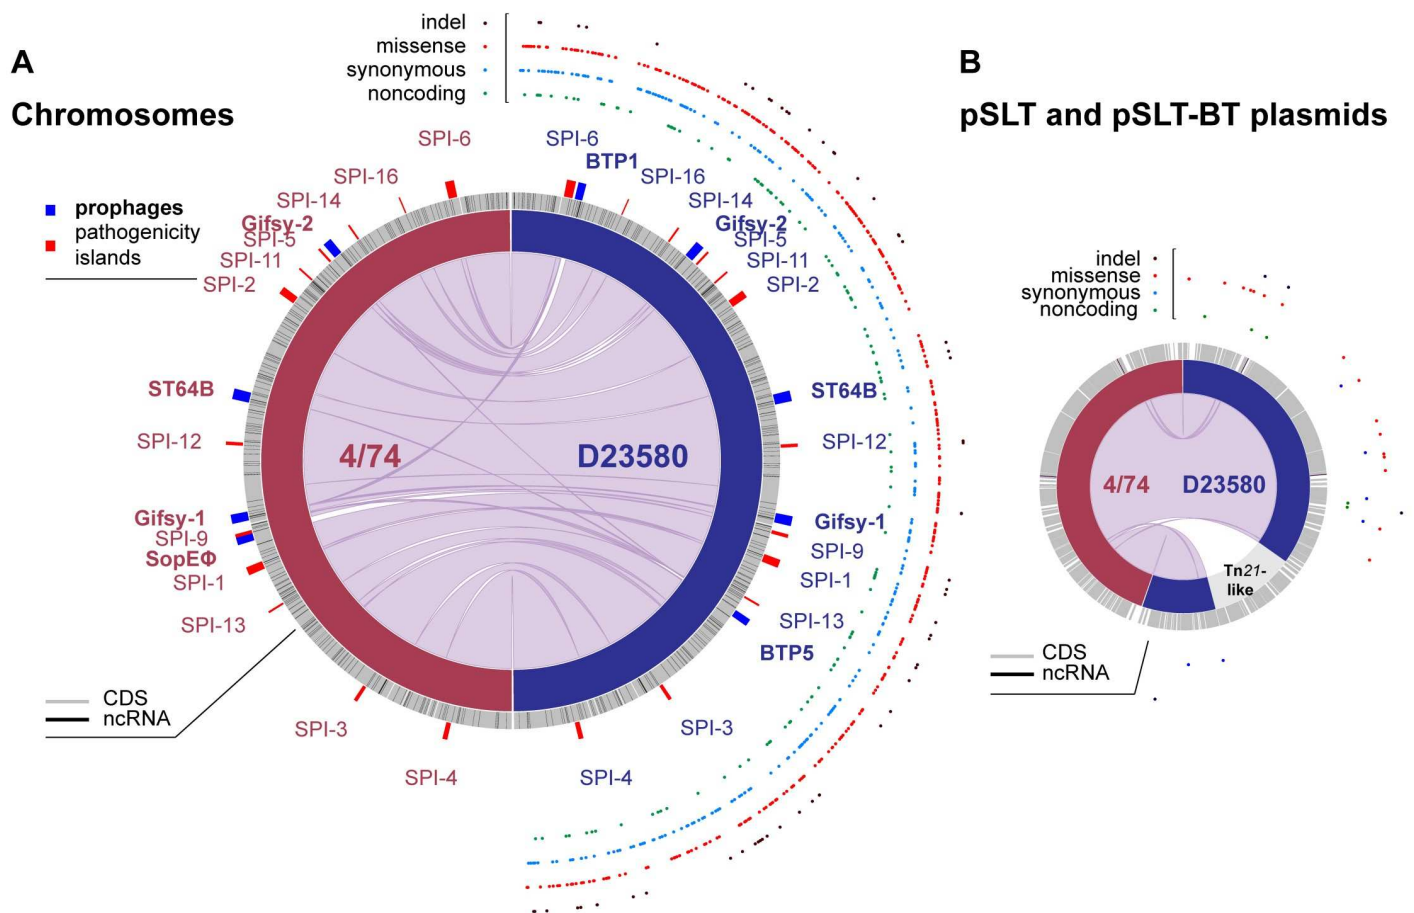 A
Chromosomes
indel
missense
synonymous
noncoding
prophages
pathogenicity
islands
SPI-6
SPI-16
SPI-14
Gifsy-2
SPI-5
SPI-11
SPI-2
ST64B
SPI-12
Gifsy-1
SPI-9
SopEΦ
SPI-1
SPI-13
SPI-3
SPI-4
SPI-6
BTP1
SPI-16
SPI-14
Gifsy-2
SPI-5
SPI-11
SPI-2
ST64B
SPI-12
Gifsy-1
SPI-9
SPI-1
SPI-13
BTP5
SPI-3
SPI-4
4/74
D23580
CDS
ncRNA
B
pSLT and pSLT-BT plasmids
indel
missense
synonymous
noncoding
4/74
D23580
Tn21-
like
CDS
ncRNA